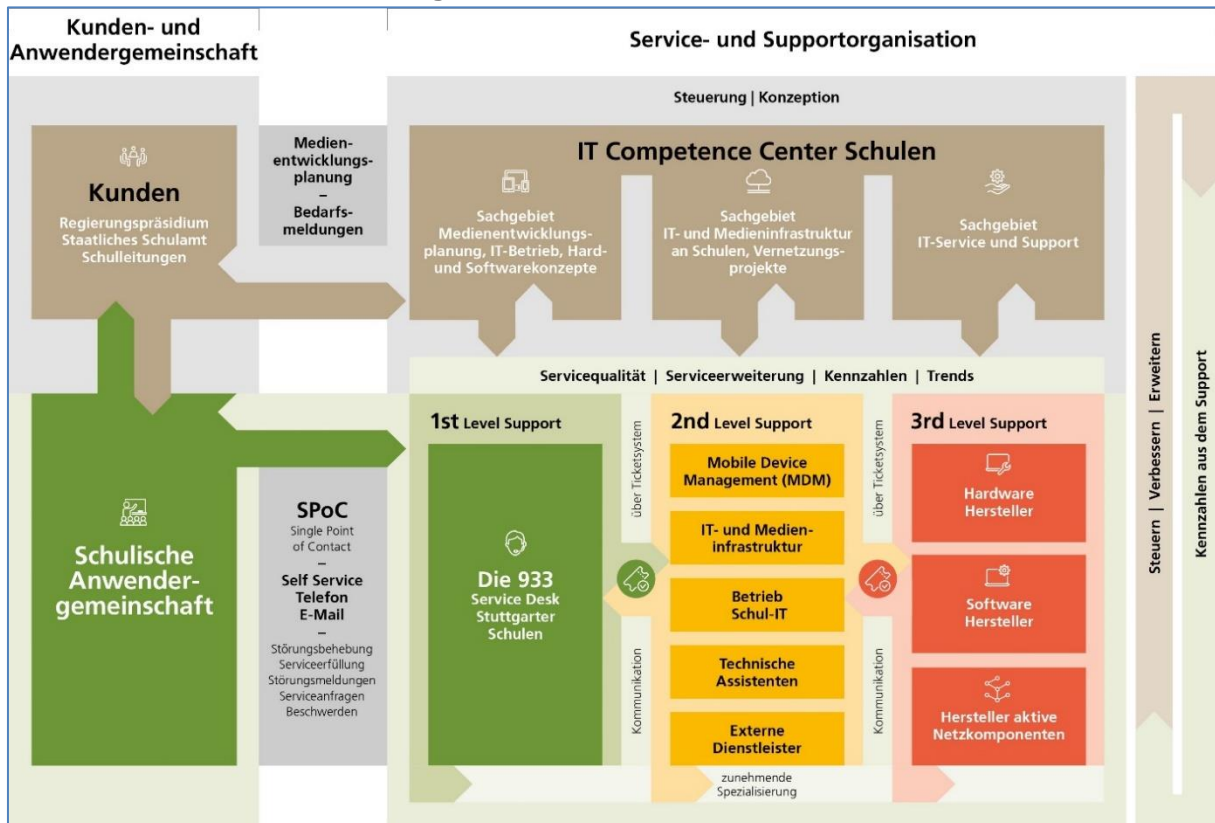 Kunden- und
Anwendergemeinschaft
Service- und Supportorganisation
Steuerung | Konzeption
Kunden
Regierungspräsidium
Staatliches Schulamt
Schulleitungen
Medien-
entwicklungs-
planung
–
Bedarfs-
meldungen
IT Competence Center Schulen
Sachgebiet
Medienentwicklungs-
planung, IT-Betrieb, Hard-
und Softwarekonzepte
Sachgebiet
IT- und Medieninfrastruktur
an Schulen, Vernetzungs-
projekte
Sachgebiet
IT-Service und Support
Servicequalität | Serviceerweiterung | Kennzahlen | Trends
Schulische
Anwender-
gemeinschaft
SPoC
Single Point
of Contact
–
Self Service
Telefon
E-Mail
–
Störungsbehebung
Serviceerfüllung
Störungsmeldungen
Serviceanfragen
Beschwerden
1st Level Support
Die 933
Service Desk
Stuttgarter
Schulen
über Ticketsystem
Kommunikation
2nd Level Support
Mobile Device
Management (MDM)
IT- und Medien-
infrastruktur
Betrieb
Schul-IT
Technische
Assistenten
Externe
Dienstleister
über Ticketsystem
Kommunikation
3rd Level Support
Hardware
Hersteller
Software
Hersteller
Hersteller aktive
Netzkomponenten
zunehmende
Spezialisierung
Steuern | Verbessern | Erweitern
Kennzahlen aus dem Support